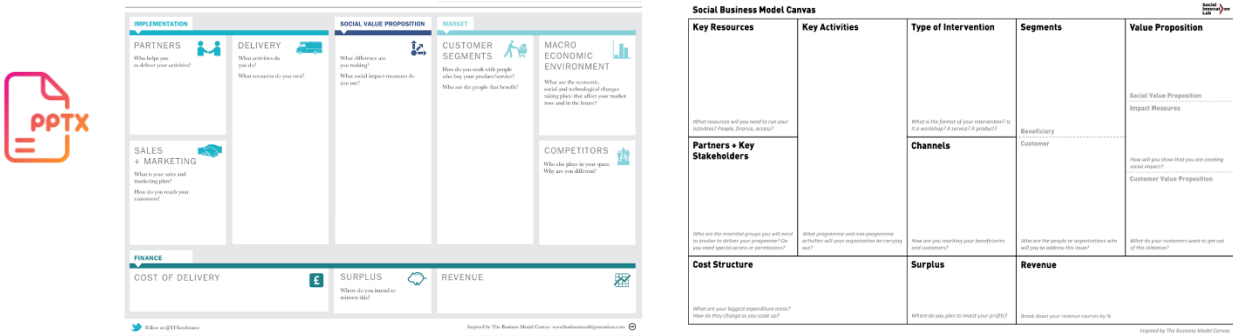 PPTX
IMPLEMENTATION
SOCIAL VALUE PROPOSITION
MARKET
PARTNERS
Who helps you
to deliver your activities?
DELIVERY
What activities do
you do?
What resources do you own?
What difference are
you making?
What social impact measures do
you use?
CUSTOMER
SEGMENTS
How do you work with people
who buy your product/service?
Who are the people that benefit?
MACRO
ECONOMIC
ENVIRONMENT
What are the economic,
social and technological changes
taking place that affect your market
now and in the future?
SALES
+ MARKETING
What is your sales and
marketing plan?
How do you reach your
customers?
COMPETITORS
Who else plays in your space
Why are you different?
FINANCE
COST OF DELIVERY
£
SURPLUS
Where do you intend to
reinvest this?
REVENUE
Inspired by The Business Model Canvas: www.businessmodelgeneration.com
Social Business Model Canvas
Social
Innovation
Lab
Key Resources
What resources will you need to run your
activities? People, finance, access?
Key Activities
What programme and non-programme
activities will your organisation be carrying
out?
Type of Intervention
What is the format of your intervention? Is
it a workshop? A service? A product?
Segments
Beneficiary
Customer
Who are the people or organisations who
will pay to address this issue?
Value Proposition
Social Value Proposition
Impact Measures
How will you show that you are creating
social impact?
Customer Value Proposition
What do your customers want to get out
of this initiative?
Partners + Key
Stakeholders
Who are the essential groups you will need
to involve to deliver your programme? Do
you need special access or permissions?
Channels
How are you reaching your beneficiaries
and customers?
Cost Structure
What are your biggest expenditure areas?
How do they change as you scale up?
Surplus
Where do you plan to invest your profits?
Revenue
Break down your revenue sources by %
Inspired by The Business Model Canvas